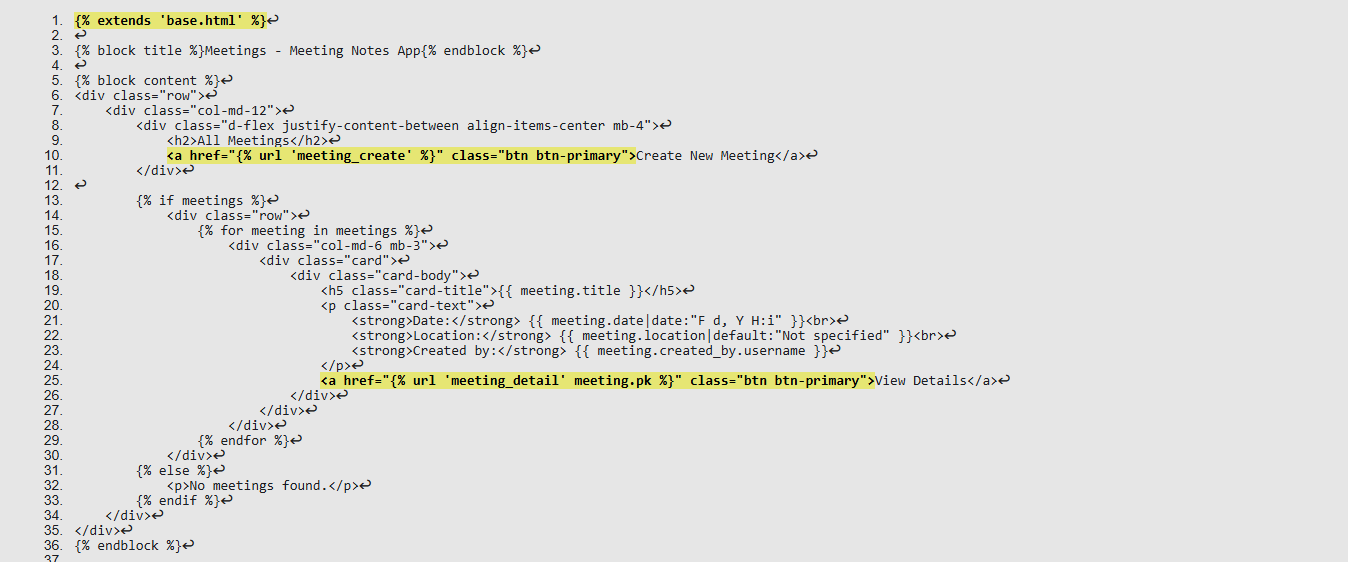 1. {% extends 'base.html' %}↩
2. ↩
3. {% block title %}Meetings - Meeting Notes App{% endblock %}↩
4. ↩
5. {% block content %}↩
6. <div class="row">↩
7.     <div class="col-md-12">↩
8.         <div class="d-flex justify-content-between align-items-center mb-4">↩
9.             <h2>All Meetings</h2>↩
10.             <a href="{% url 'meeting_create' %}" class="btn btn-primary">Create New Meeting</a>↩
11.         </div>↩
12. ↩
13.         {% if meetings %}↩
14.             <div class="row">↩
15.                 {% for meeting in meetings %}↩
16.                     <div class="col-md-6 mb-3">↩
17.                         <div class="card">↩
18.                             <div class="card-body">↩
19.                                 <h5 class="card-title">{{ meeting.title }}</h5>↩
20.                                 <p class="card-text">↩
21.                                     <strong>Date:</strong> {{ meeting.date|date:"F d, Y H:i" }}<br>↩
22.                                     <strong>Location:</strong> {{ meeting.location|default:"Not specified" }}<br>↩
23.                                     <strong>Created by:</strong> {{ meeting.created_by.username }}↩
24.                                 </p>↩
25.                                 <a href="{% url 'meeting_detail' meeting.pk %}" class="btn btn-primary">View Details</a>↩
26.                             </div>↩
27.                         </div>↩
28.                     </div>↩
29.                 {% endfor %}↩
30.             </div>↩
31.         {% else %}↩
32.             <p>No meetings found.</p>↩
33.         {% endif %}↩
34.     </div>↩
35. </div>↩
36. {% endblock %}↩
37.